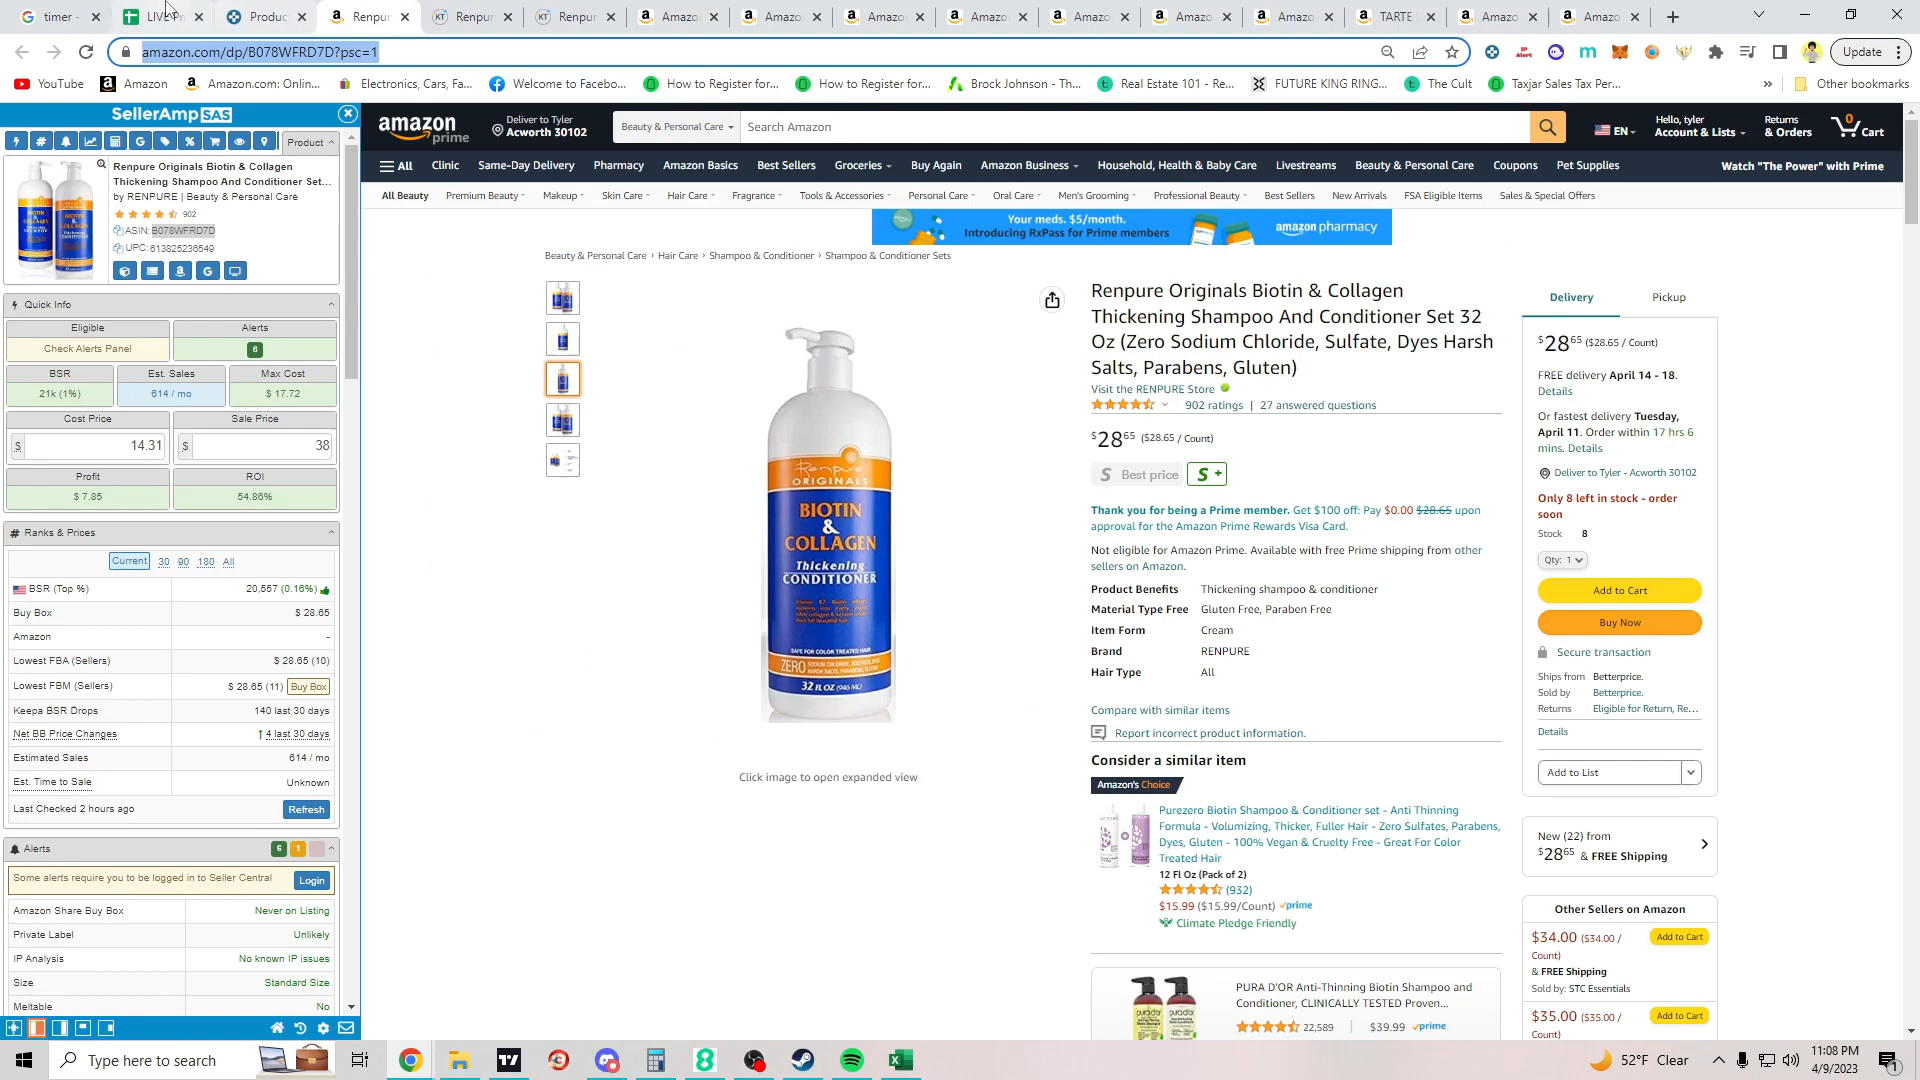 timer -
LIVE Pr
Produc
Renpur
Renpur
Renpur
Amazo
Amazo
Amazo
Amazo
Amazo
Amazo
Amazo
TARTE
Amazo
Amazo
amazon.com/dp/B078WFRD7D?psc=1
Update
YouTube
Amazon
Amazon.com: Onlin...
Electronics, Cars, Fa...
Welcome to Facebo...
How to Register for...
How to Register for...
Brock Johnson - Th...
Real Estate 101 - Re...
FUTURE KING RING...
The Cult
Taxjar Sales Tax Per...
Other bookmarks
SellerAmp SAS
Product
Renpure Originals Biotin & Collagen
Thickening Shampoo And Conditioner Set...
by RENPURE | Beauty & Personal Care
902
ASIN: B078WFRD7D
UPC: 613825236549
Quick Info
Eligible Alerts
Check Alerts Panel 6
BSR Est. Sales Max Cost
21k (1%) 614 / mo $ 17.72
Cost Price Sale Price
$ 14.31 $ 38
Profit ROI
$ 7.85 54.86%
# Ranks & Prices
Current 30 90 180 All
BSR (Top %) 20,557 (0.16%)
Buy Box $ 28.65
Amazon -
Lowest FBA (Sellers) $ 28.65 (10)
Lowest FBM (Sellers) $ 28.65 (11) Buy Box
Keepa BSR Drops 140 last 30 days
Net BB Price Changes 4 last 30 days
Estimated Sales 614 / mo
Est. Time to Sale Unknown
Last Checked 2 hours ago Refresh
Alerts 6 1
Some alerts require you to be logged in to Seller Central Login
Amazon Share Buy Box Never on Listing
Private Label Unlikely
IP Analysis No known IP issues
Size Standard Size
Meltable No
amazon prime
Deliver to Tyler
Acworth 30102
Beauty & Personal Care
Search Amazon
EN
Hello, tyler
Account & Lists
Returns
& Orders
0
Cart
All Clinic Same-Day Delivery Pharmacy Amazon Basics Best Sellers Groceries Buy Again Amazon Business Household, Health & Baby Care Livestreams Beauty & Personal Care Coupons Pet Supplies
Watch "The Power" with Prime
All Beauty Premium Beauty Makeup Skin Care Hair Care Fragrance Tools & Accessories Personal Care Oral Care Men's Grooming Professional Beauty Best Sellers New Arrivals FSA Eligible Items Sales & Special Offers
Your meds. $5/month.
Introducing RxPass for Prime members
amazon pharmacy
Beauty & Personal Care › Hair Care › Shampoo & Conditioner › Shampoo & Conditioner Sets
Renpure
ORIGINALS
BIOTIN
&
COLLAGEN
Thickening
CONDITIONER
SAFE FOR COLOR TREATED HAIR
ZERO
32 FL OZ (946 mL)
Click image to open expanded view
Renpure Originals Biotin & Collagen
Thickening Shampoo And Conditioner Set 32
Oz (Zero Sodium Chloride, Sulfate, Dyes Harsh
Salts, Parabens, Gluten)
Visit the RENPURE Store
902 ratings | 27 answered questions
$28 65 ($28.65 / Count)
S Best price S +
Thank you for being a Prime member. Get $100 off: Pay $0.00 $28.65 upon
approval for the Amazon Prime Rewards Visa Card.
Not eligible for Amazon Prime. Available with free Prime shipping from other
sellers on Amazon.
Product Benefits Thickening shampoo & conditioner
Material Type Free Gluten Free, Paraben Free
Item Form Cream
Brand RENPURE
Hair Type All
Compare with similar items
Report incorrect product information.
Consider a similar item
Amazon's Choice
Purezero Biotin Shampoo & Conditioner set - Anti Thinning
Formula - Volumizing, Thicker, Fuller Hair - Zero Sulfates, Parabens,
Dyes, Gluten - 100% Vegan & Cruelty Free - Great For Color
Treated Hair
12 Fl Oz (Pack of 2)
(932)
$15.99 ($15.99/Count) prime
Climate Pledge Friendly
PURA D'OR Anti-Thinning Biotin Shampoo and
Conditioner, CLINICALLY TESTED Proven...
22,589 | $39.99 prime
Delivery Pickup
$28 65 ($28.65 / Count)
FREE delivery April 14 - 18.
Details
Or fastest delivery Tuesday,
April 11. Order within 17 hrs 6
mins. Details
Deliver to Tyler - Acworth 30102
Only 8 left in stock - order
soon
Stock 8
Qty: 1
Add to Cart
Buy Now
Secure transaction
Ships from Betterprice.
Sold by Betterprice.
Returns Eligible for Return, Re...
Details
Add to List
New (22) from
$28 65 & FREE Shipping
Other Sellers on Amazon
$34.00 ($34.00 / Add to Cart
Count)
& FREE Shipping
Sold by: STC Essentials
$35.00 ($35.00 / Add to Cart
Count)
Type here to search
52°F Clear
11:08 PM
4/9/2023
1